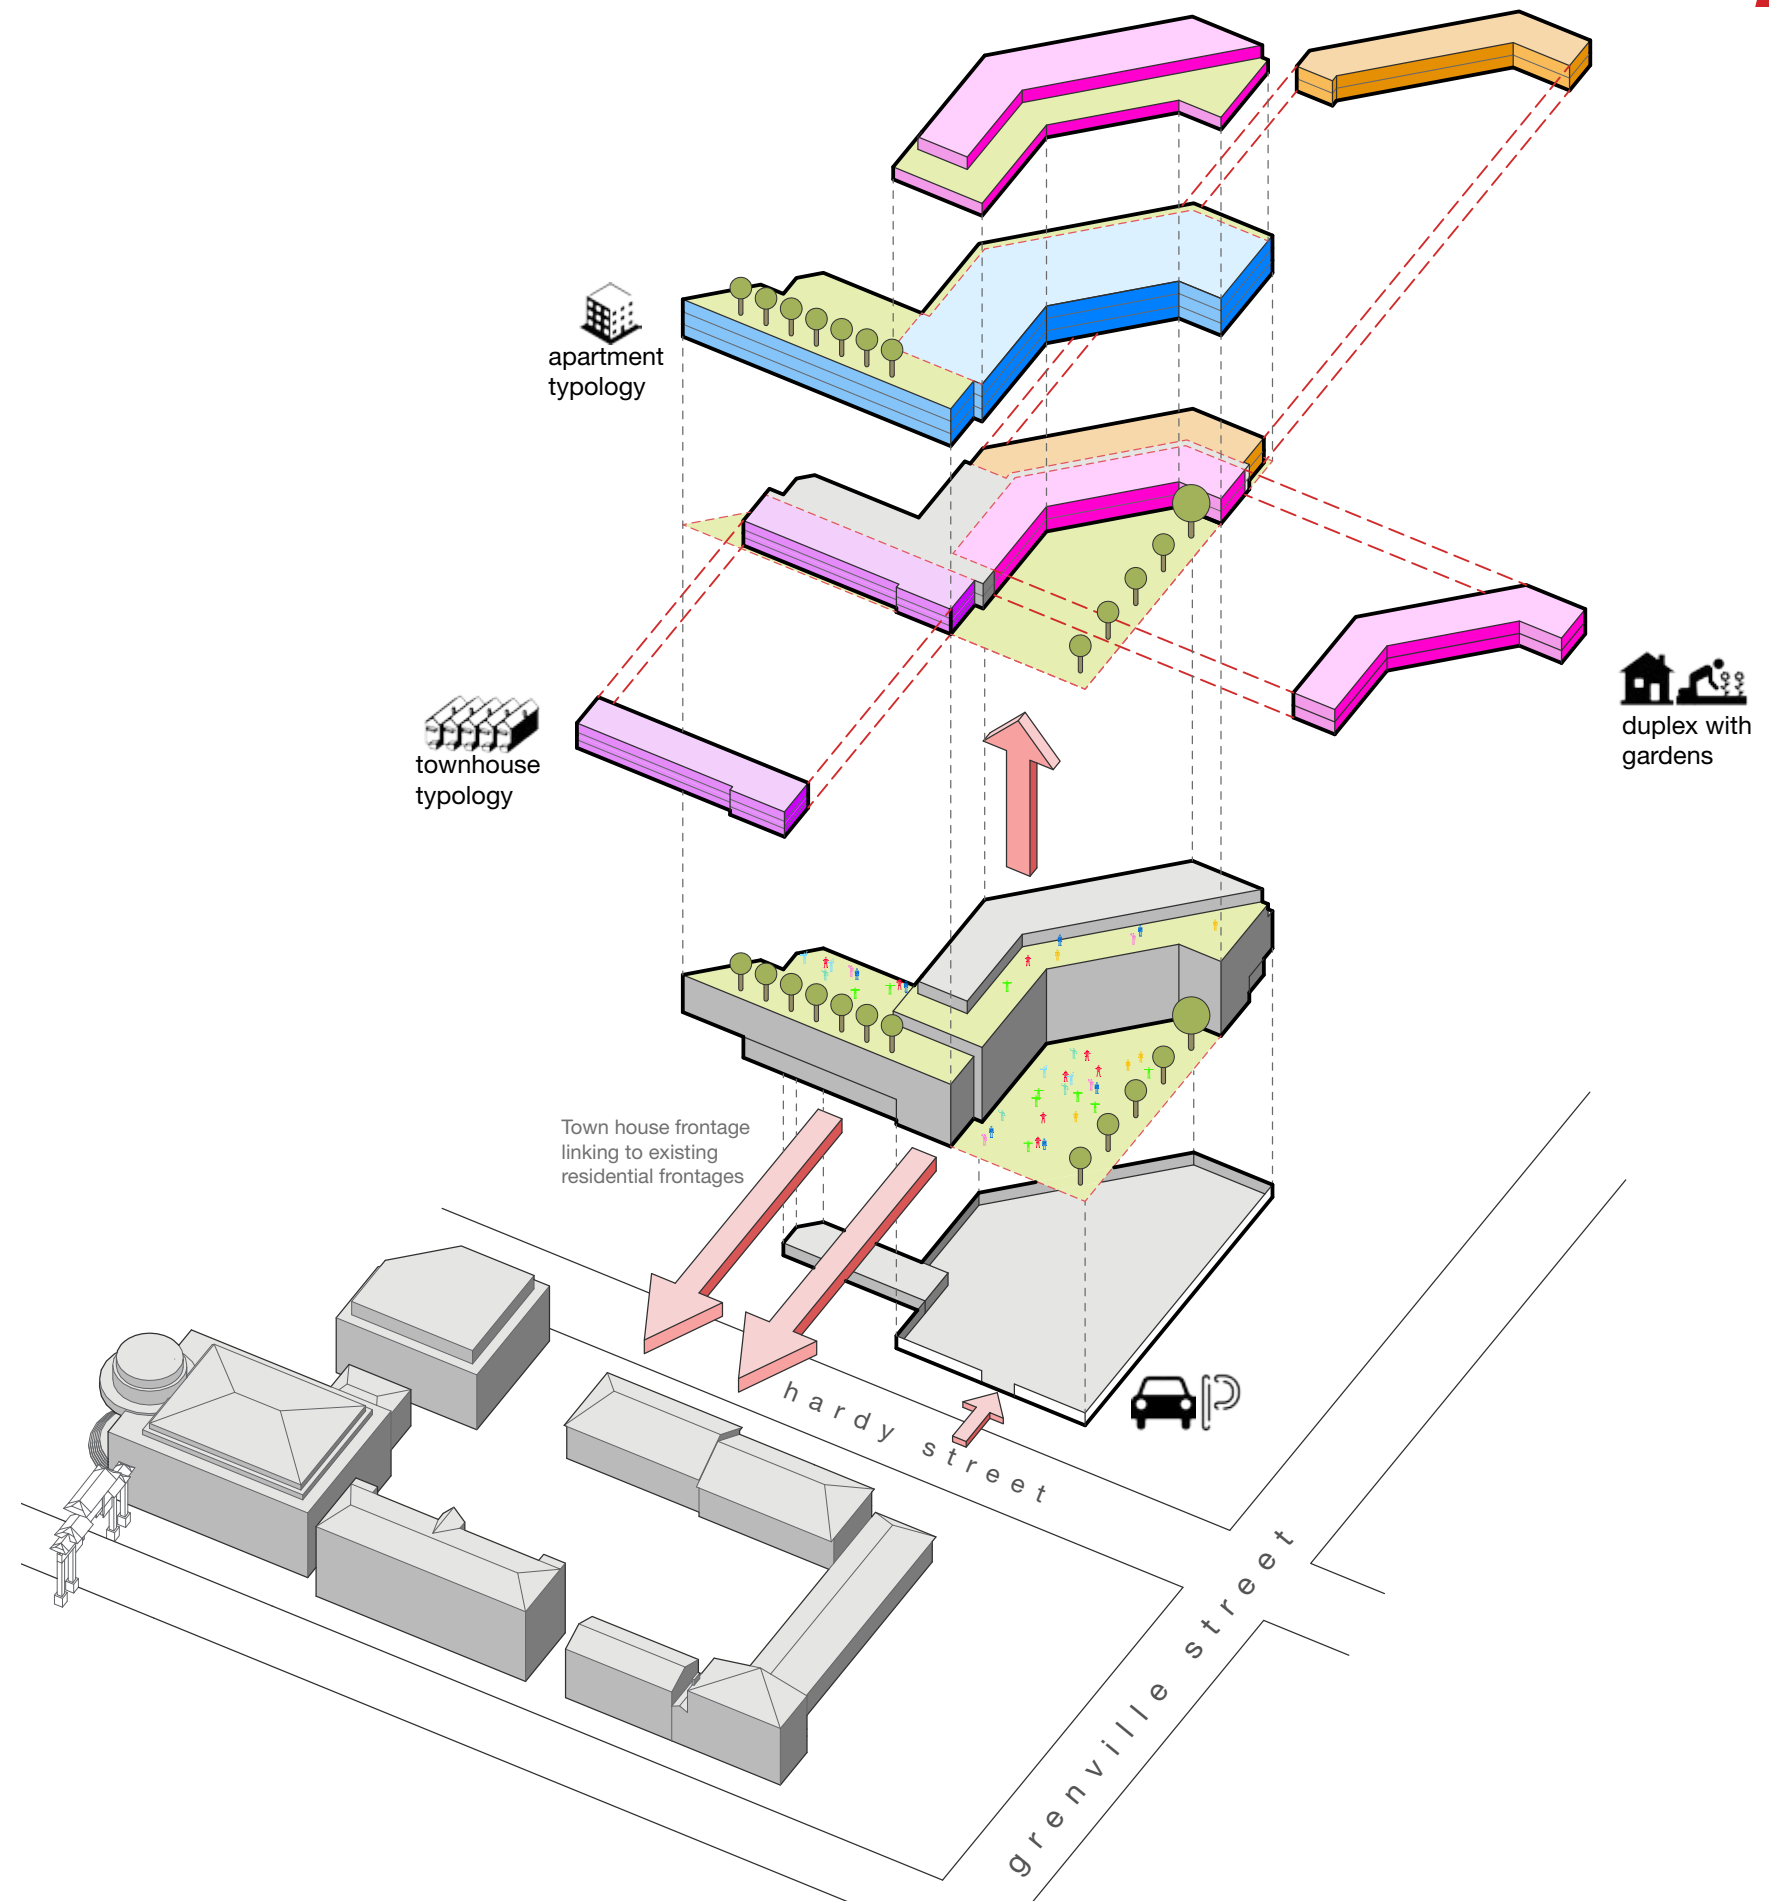 apartment
typology
townhouse
typology
duplex with
gardens
Town house frontage
linking to existing
residential frontages
P
hardy street
grenville street